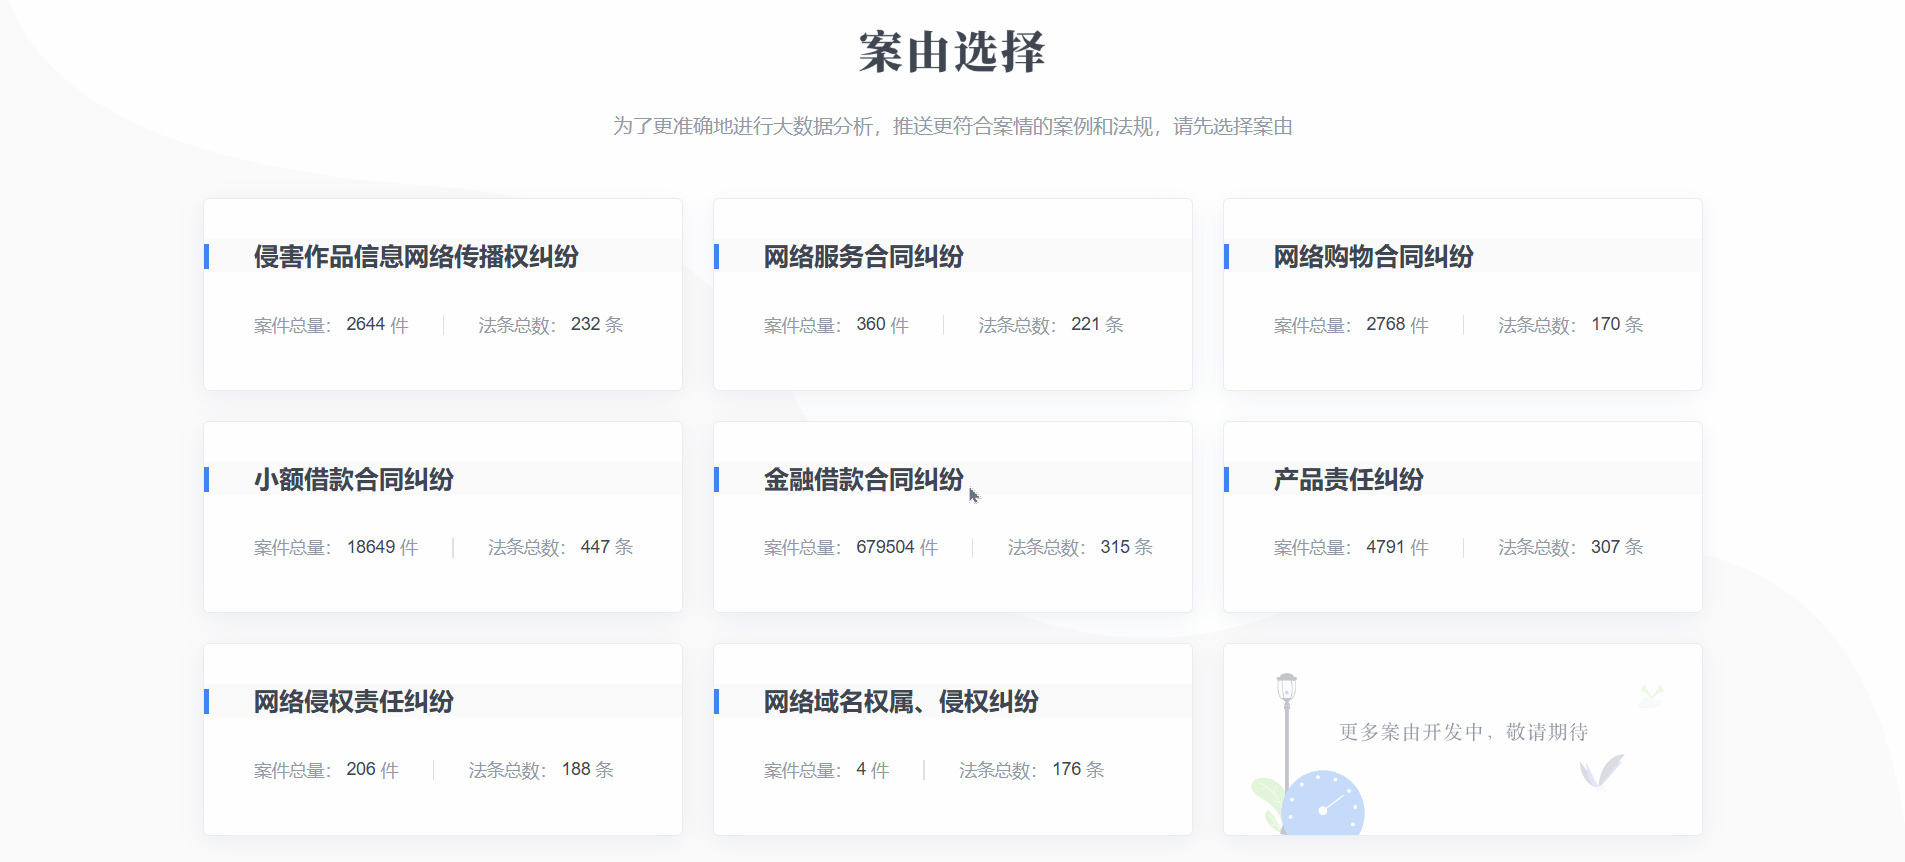 案由选择
为了更准确地进行大数据分析，推送更符合案情的案例和法规，请先选择案由
侵害作品信息网络传播权纠纷
案件总量： 2644 件 法条总数： 232 条
网络服务合同纠纷
案件总量： 360 件 法条总数： 221 条
网络购物合同纠纷
案件总量： 2768 件 法条总数： 170 条
小额借款合同纠纷
案件总量： 18649 件 法条总数： 447 条
金融借款合同纠纷
案件总量： 679504 件 法条总数： 315 条
产品责任纠纷
案件总量： 4791 件 法条总数： 307 条
网络侵权责任纠纷
案件总量： 206 件 法条总数： 188 条
网络域名权属、侵权纠纷
案件总量： 4 件 法条总数： 176 条
更多案由开发中，敬请期待